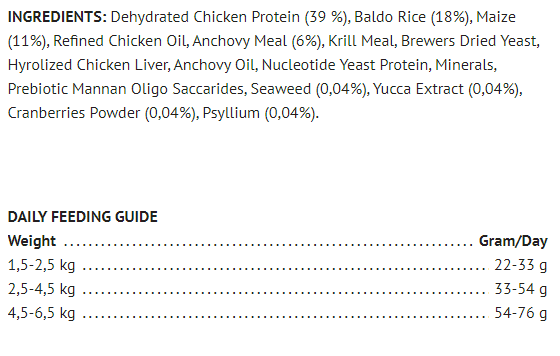 INGREDIENTS: Dehydrated Chicken Protein (39 %), Baldo Rice (18%), Maize
(11%), Refined Chicken Oil, Anchovy Meal (6%), Krill Meal, Brewers Dried Yeast,
Hyrolized Chicken Liver, Anchovy Oil, Nucleotide Yeast Protein, Minerals,
Prebiotic Mannan Oligo Saccarides, Seaweed (0,04%), Yucca Extract (0,04%),
Cranberries Powder (0,04%), Psyllium (0,04%).
DAILY FEEDING GUIDE
Weight .................................................................. Gram/Day
1,5-2,5 kg .................................................................. 22-33 g
2,5-4,5 kg .................................................................. 33-54 g
4,5-6,5 kg .................................................................. 54-76 g